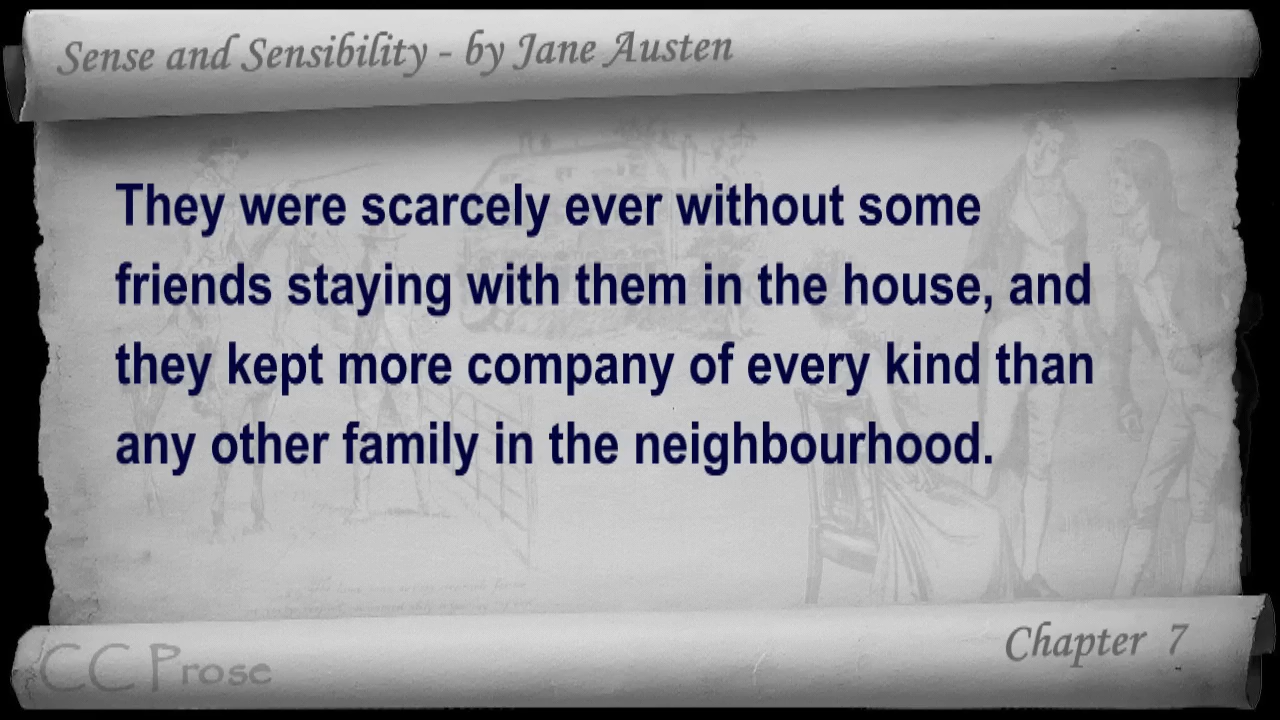 Sense and Sensibility - by Jane Austen
They were scarcely ever without some
friends staying with them in the house, and
they kept more company of every kind than
any other family in the neighbourhood.
Chapter 7
CC Prose